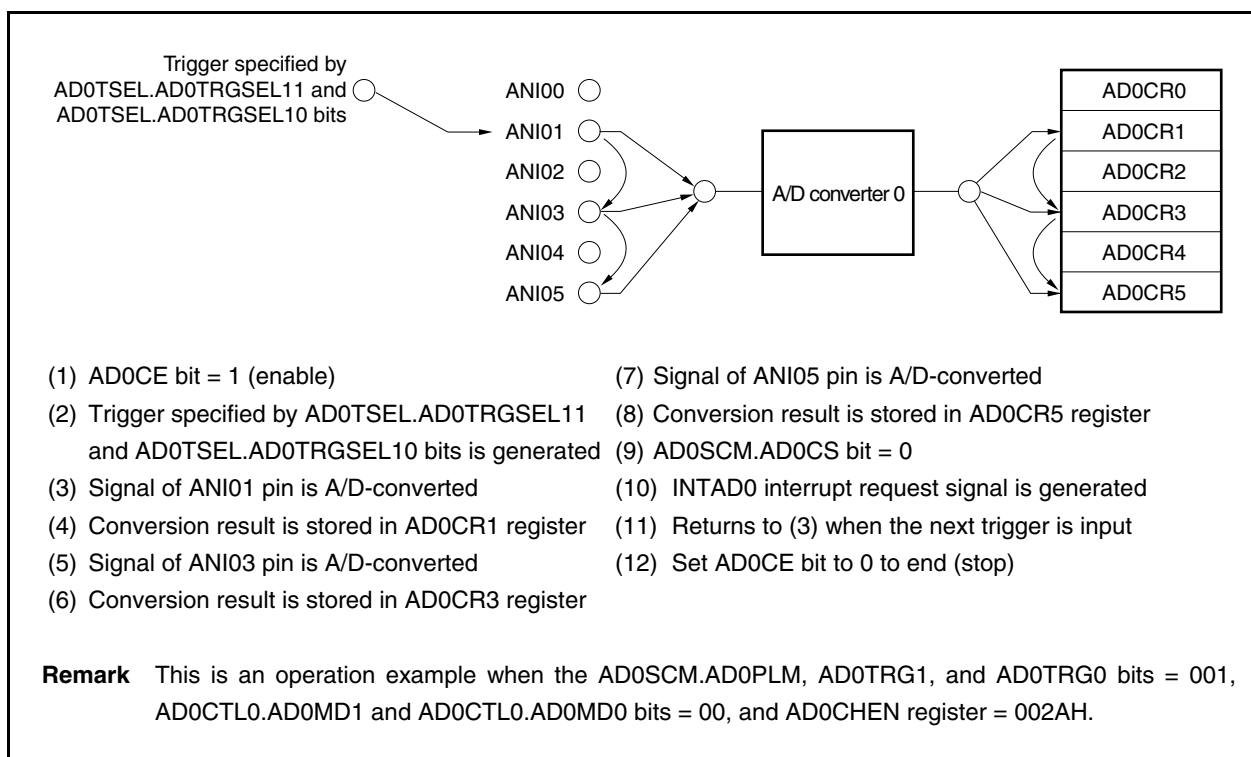 Trigger specified by
AD0TSEL.AD0TRGSEL11 and
AD0TSEL.AD0TRGSEL10 bits
ANI00
ANI01
ANI02
ANI03
ANI04
ANI05
A/D converter 0
AD0CR0
AD0CR1
AD0CR2
AD0CR3
AD0CR4
AD0CR5
(1) AD0CE bit = 1 (enable)
(2) Trigger specified by AD0TSEL.AD0TRGSEL11
and AD0TSEL.AD0TRGSEL10 bits is generated
(3) Signal of ANI01 pin is A/D-converted
(4) Conversion result is stored in AD0CR1 register
(5) Signal of ANI03 pin is A/D-converted
(6) Conversion result is stored in AD0CR3 register
(7) Signal of ANI05 pin is A/D-converted
(8) Conversion result is stored in AD0CR5 register
(9) AD0SCM.AD0CS bit = 0
(10) INTAD0 interrupt request signal is generated
(11) Returns to (3) when the next trigger is input
(12) Set AD0CE bit to 0 to end (stop)
Remark This is an operation example when the AD0SCM.AD0PLM, AD0TRG1, and AD0TRG0 bits = 001,
AD0CTL0.AD0MD1 and AD0CTL0.AD0MD0 bits = 00, and AD0CHEN register = 002AH.